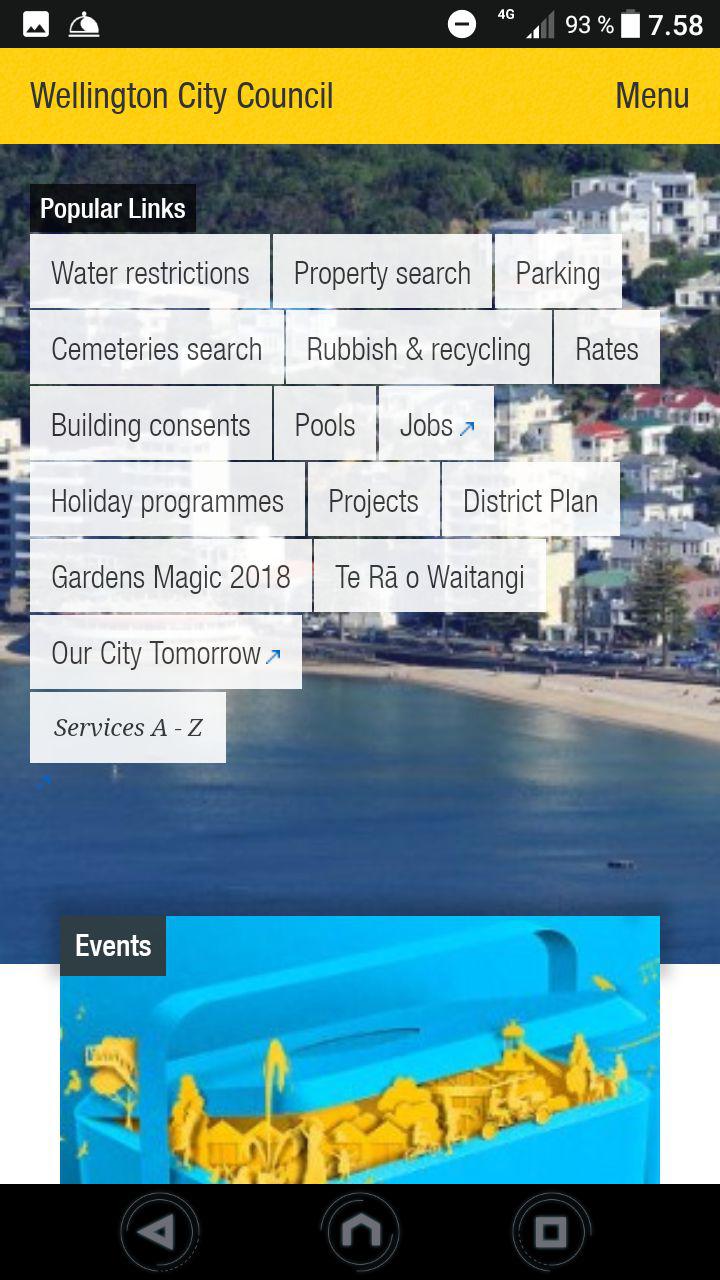 4G 93 % 7.58
Wellington City Council Menu
Popular Links
Water restrictions Property search Parking
Cemeteries search Rubbish & recycling Rates
Building consents Pools Jobs
Holiday programmes Projects District Plan
Gardens Magic 2018 Te Rā o Waitangi
Our City Tomorrow
Services A - Z
Events